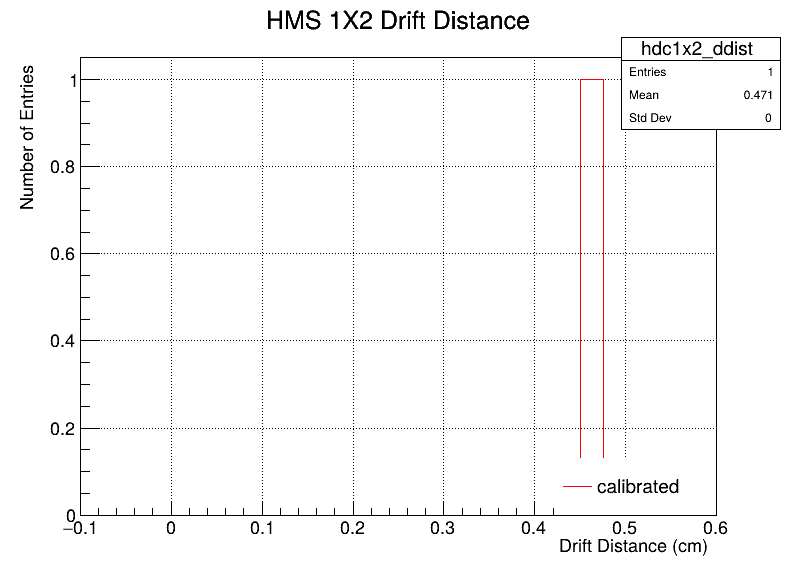 HMS 1X2 Drift Distance
hdc1x2_ddist
Entries 1
Mean 0.471
Std Dev 0
Number of Entries
1
0.8
0.6
0.4
0.2
0
−0.1 0 0.1 0.2 0.3 0.4 0.5 0.6
calibrated
Drift Distance (cm)